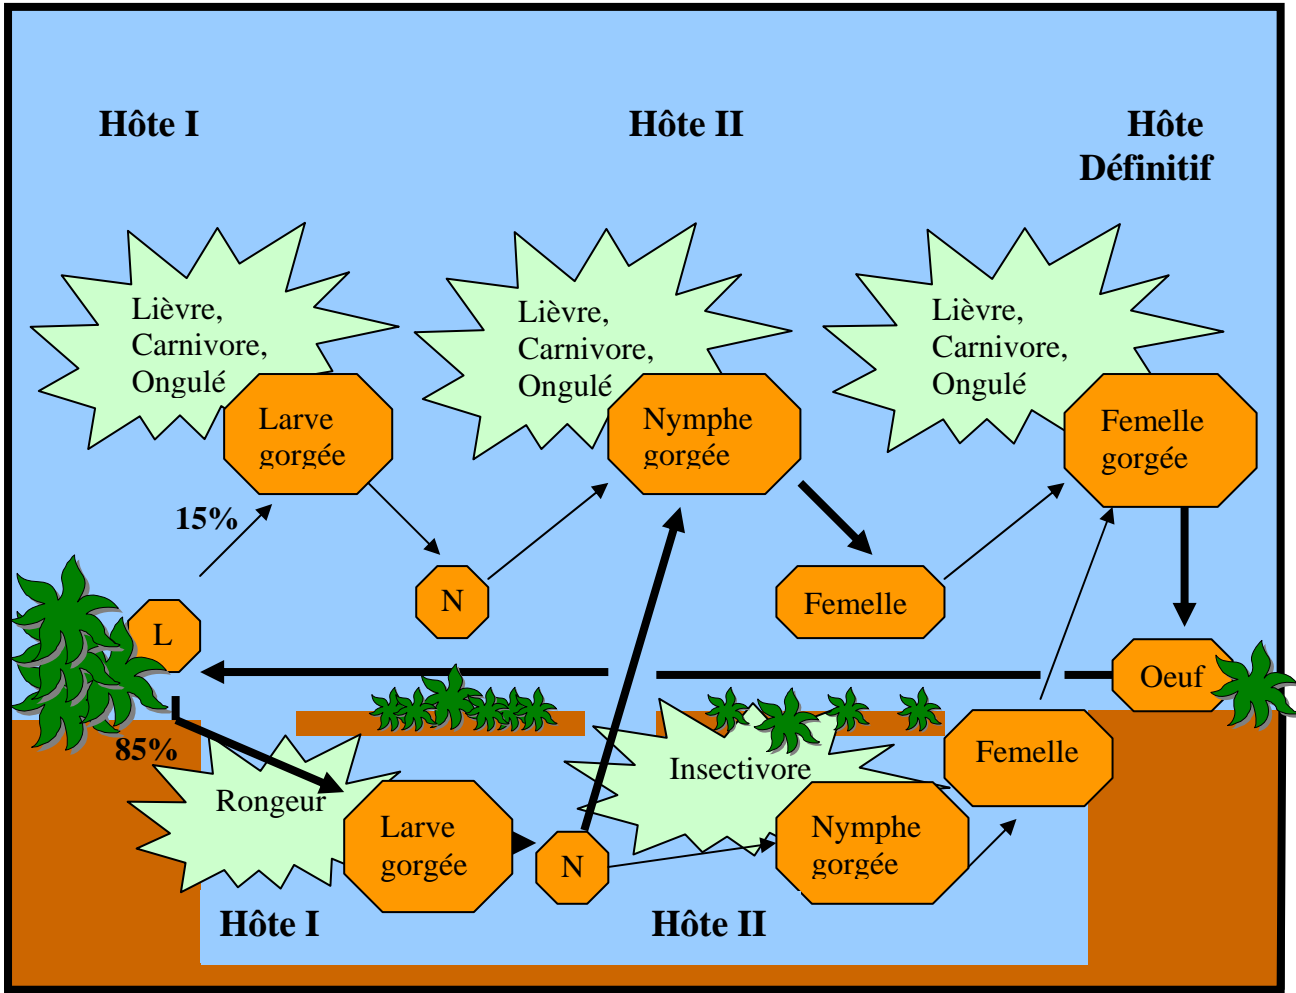 Hôte I
Hôte II
Hôte
Définitif
Lièvre,
Carnivore,
Ongulé
Larve
gorgée
Lièvre,
Carnivore,
Ongulé
Nymphe
gorgée
Lièvre,
Carnivore,
Ongulé
Femelle
gorgée
15%
N
Femelle
L
Oeuf
85%
Rongeur
Larve
gorgée
N
Insectivore
Nymphe
gorgée
Femelle
Hôte I
Hôte II